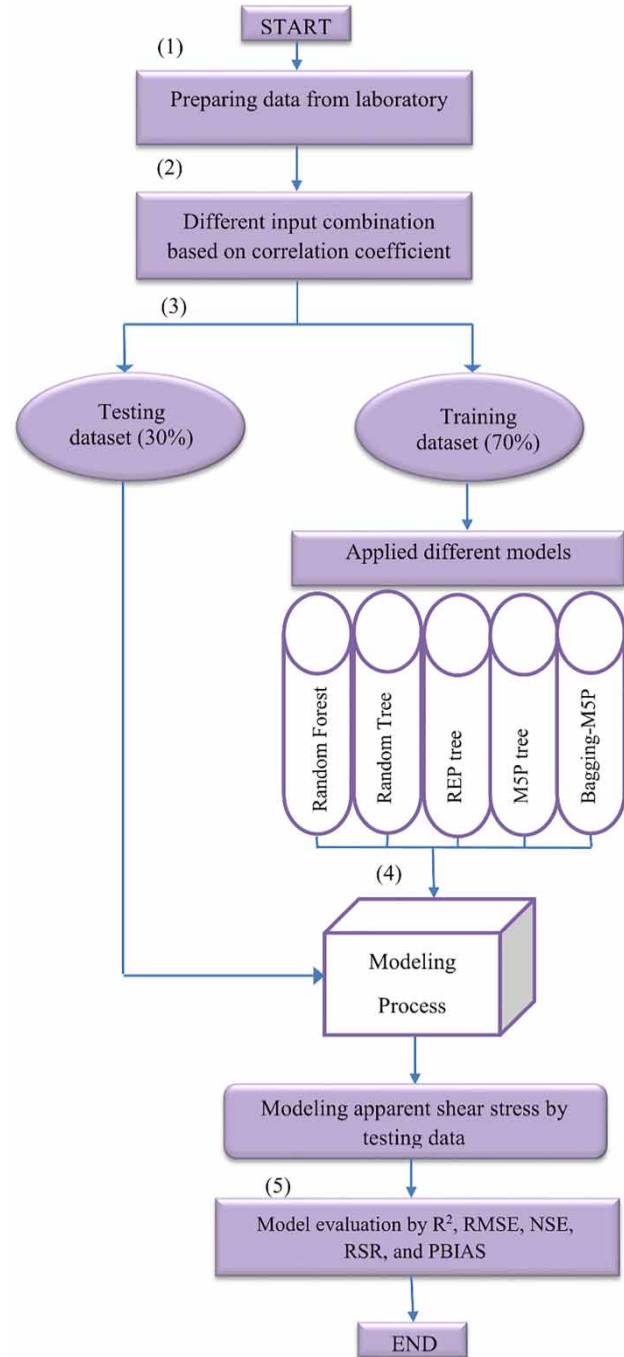 START
(1)
Preparing data from laboratory
(2)
Different input combination
based on correlation coefficient
(3)
Testing
dataset (30%)
Training
dataset (70%)
Applied different models
Random Forest
Random Tree
REP tree
M5P tree
Bagging-M5P
(4)
Modeling
Process
Modeling apparent shear stress by
testing data
(5)
Model evaluation by R², RMSE, NSE,
RSR, and PBIAS
END